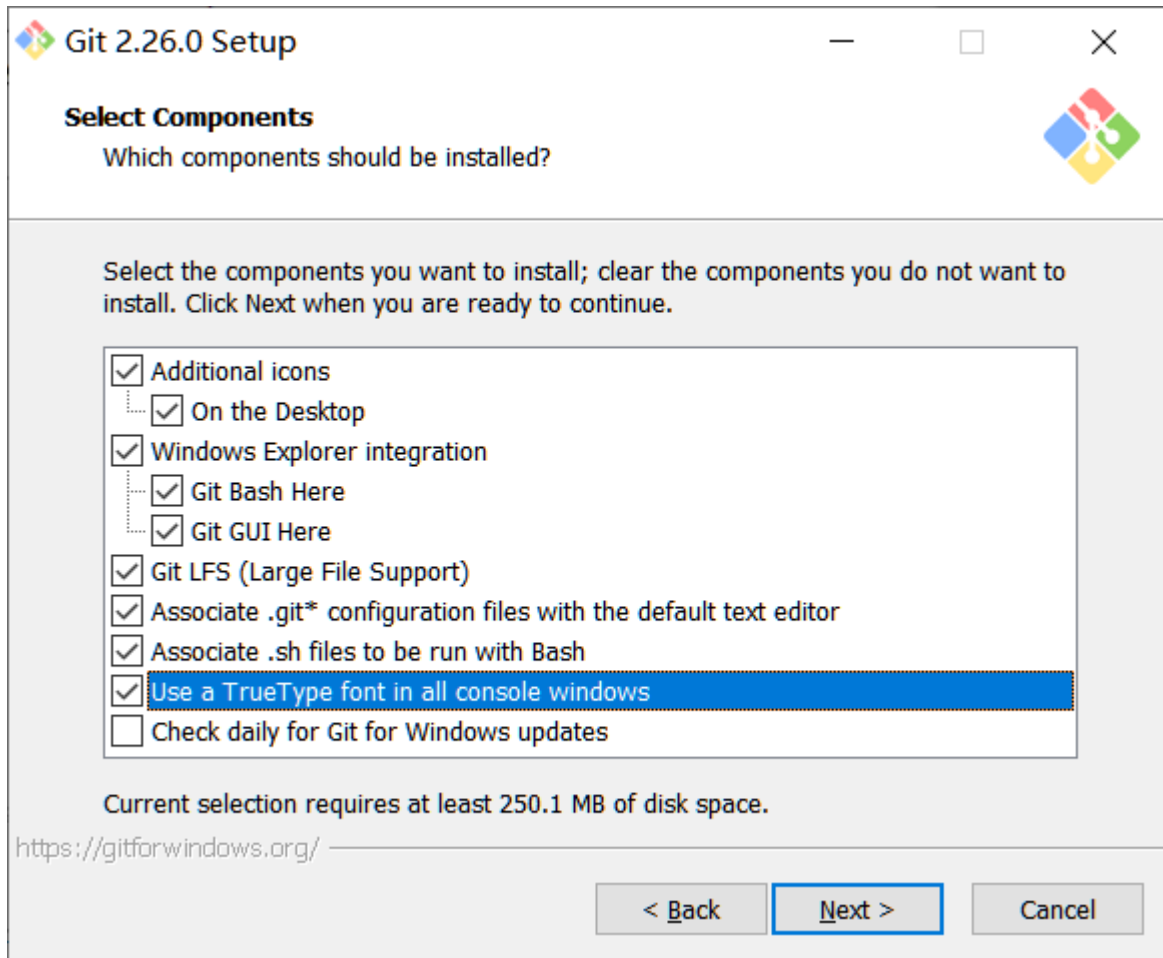 Git 2.26.0 Setup
Select Components
Which components should be installed?
Select the components you want to install; clear the components you do not want to
install. Click Next when you are ready to continue.
Additional icons
On the Desktop
Windows Explorer integration
Git Bash Here
Git GUI Here
Git LFS (Large File Support)
Associate .git* configuration files with the default text editor
Associate .sh files to be run with Bash
Use a TrueType font in all console windows
Check daily for Git for Windows updates
Current selection requires at least 250.1 MB of disk space.
https://gitforwindows.org/
< Back
Next >
Cancel